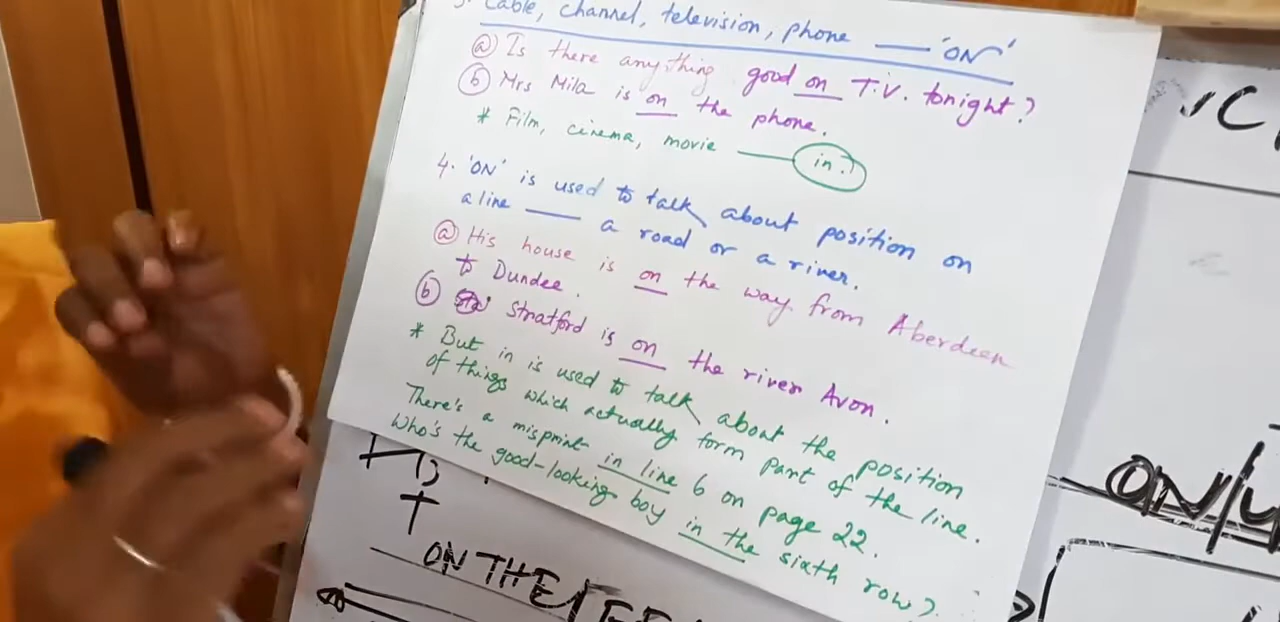 Cable, channel, television, phone — 'ON'
ⓐ Is there anything good on T.V. tonight?
ⓑ Mrs Mila is on the phone.
* Film, cinema, movie — in.)
4. 'ON' is used to talk about position on
a line — a road or a river.
ⓐ His house is on the way from Aberdeen
to Dundee.
ⓑ Stratford is on the river Avon.
* But in is used to talk about the position
of things which actually form part of the line.
There's a misprint in line 6 on page 22.
Who's the good-looking boy in the sixth row?
ON THE
ON/